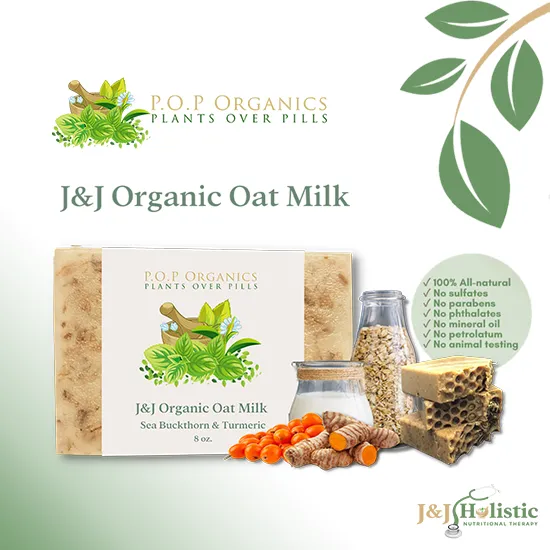 P.O.P ORGANICS
PLANTS OVER PILLS
J&J Organic Oat Milk
P.O.P ORGANICS
PLANTS OVER PILLS
J&J Organic Oat Milk
Sea Buckthorn & Turmeric
8 oz.
✓ 100% All-natural
✓ No sulfates
✓ No parabens
✓ No phthalates
✓ No mineral oil
✓ No petrolatum
✓ No animal testing
J&J Holistic
NUTRITIONAL THERAPY